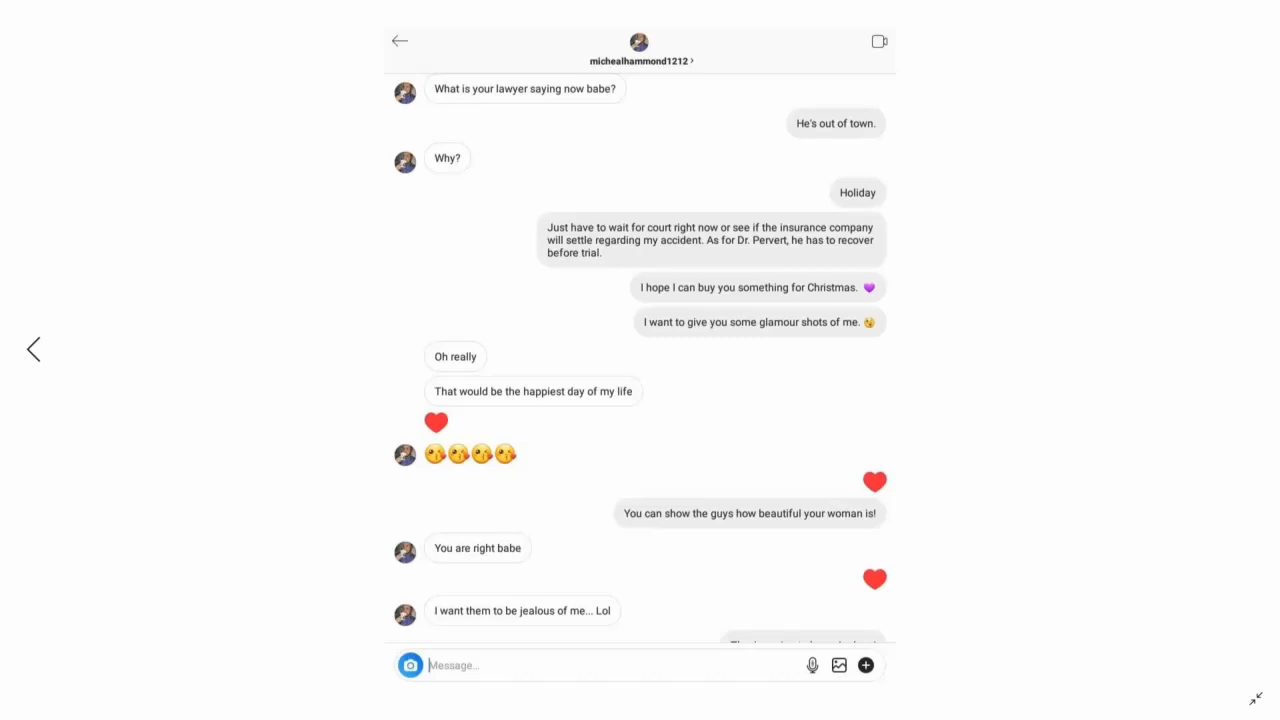 michealhammond1212
What is your lawyer saying now babe?
He's out of town.
Why?
Holiday
Just have to wait for court right now or see if the insurance company
will settle regarding my accident. As for Dr. Pervert, he has to recover
before trial.
I hope I can buy you something for Christmas. 💜
I want to give you some glamour shots of me. 😘
Oh really
That would be the happiest day of my life
❤️
😘😘😘😘
❤️
You can show the guys how beautiful your woman is!
You are right babe
❤️
I want them to be jealous of me... Lol
Message...